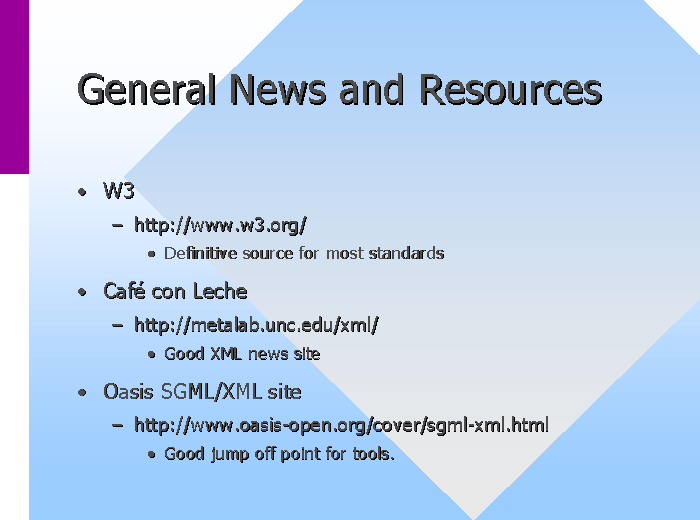 General News and Resources
• W3
– http://www.w3.org/
• Definitive source for most standards
• Café con Leche
– http://metalab.unc.edu/xml/
• Good XML news site
• Oasis SGML/XML site
– http://www.oasis-open.org/cover/sgml-xml.html
• Good jump off point for tools.